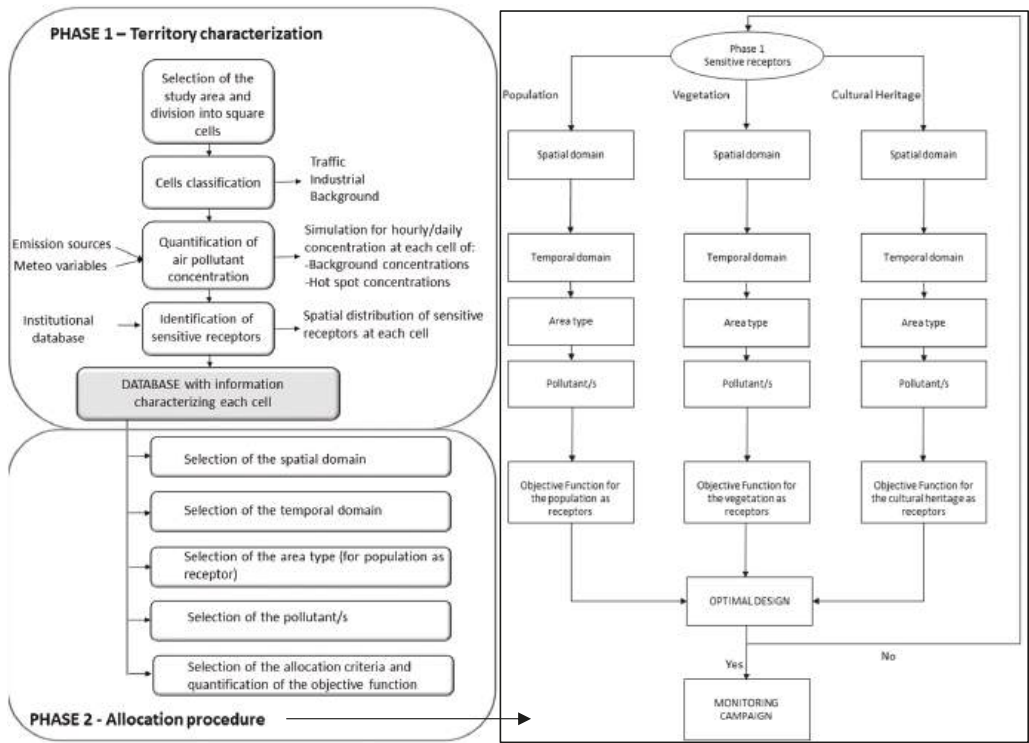 PHASE 1 – Territory characterization
Selection of the
study area and
division into square
cells
Cells classification
Traffic
Industrial
Background
Emission sources
Meteo variables
Quantification of
air pollutant
concentration
Simulation for hourly/daily
concentration at each cell of:
-Background concentrations
-Hot spot concentrations
Institutional
database
Identification of
sensitive receptors
Spatial distribution of sensitive
receptors at each cell
DATABASE with information
characterizing each cell
Selection of the spatial domain
Selection of the temporal domain
Selection of the area type (for population as
receptor)
Selection of the pollutant/s
Selection of the allocation criteria and
quantification of the objective function
PHASE 2 - Allocation procedure
Phase 1
Sensitive receptors
Population
Vegetation
Cultural Heritage
Spatial domain
Spatial domain
Spatial domain
Temporal domain
Temporal domain
Temporal domain
Area type
Area type
Area type
Pollutant/s
Pollutant/s
Pollutant/s
Objective Function for
the population as
receptors
Objective Function for
the vegetation as
receptors
Objective Function for
the cultural heritage as
receptors
OPTIMAL DESIGN
Yes
No
MONITORING
CAMPAIGN